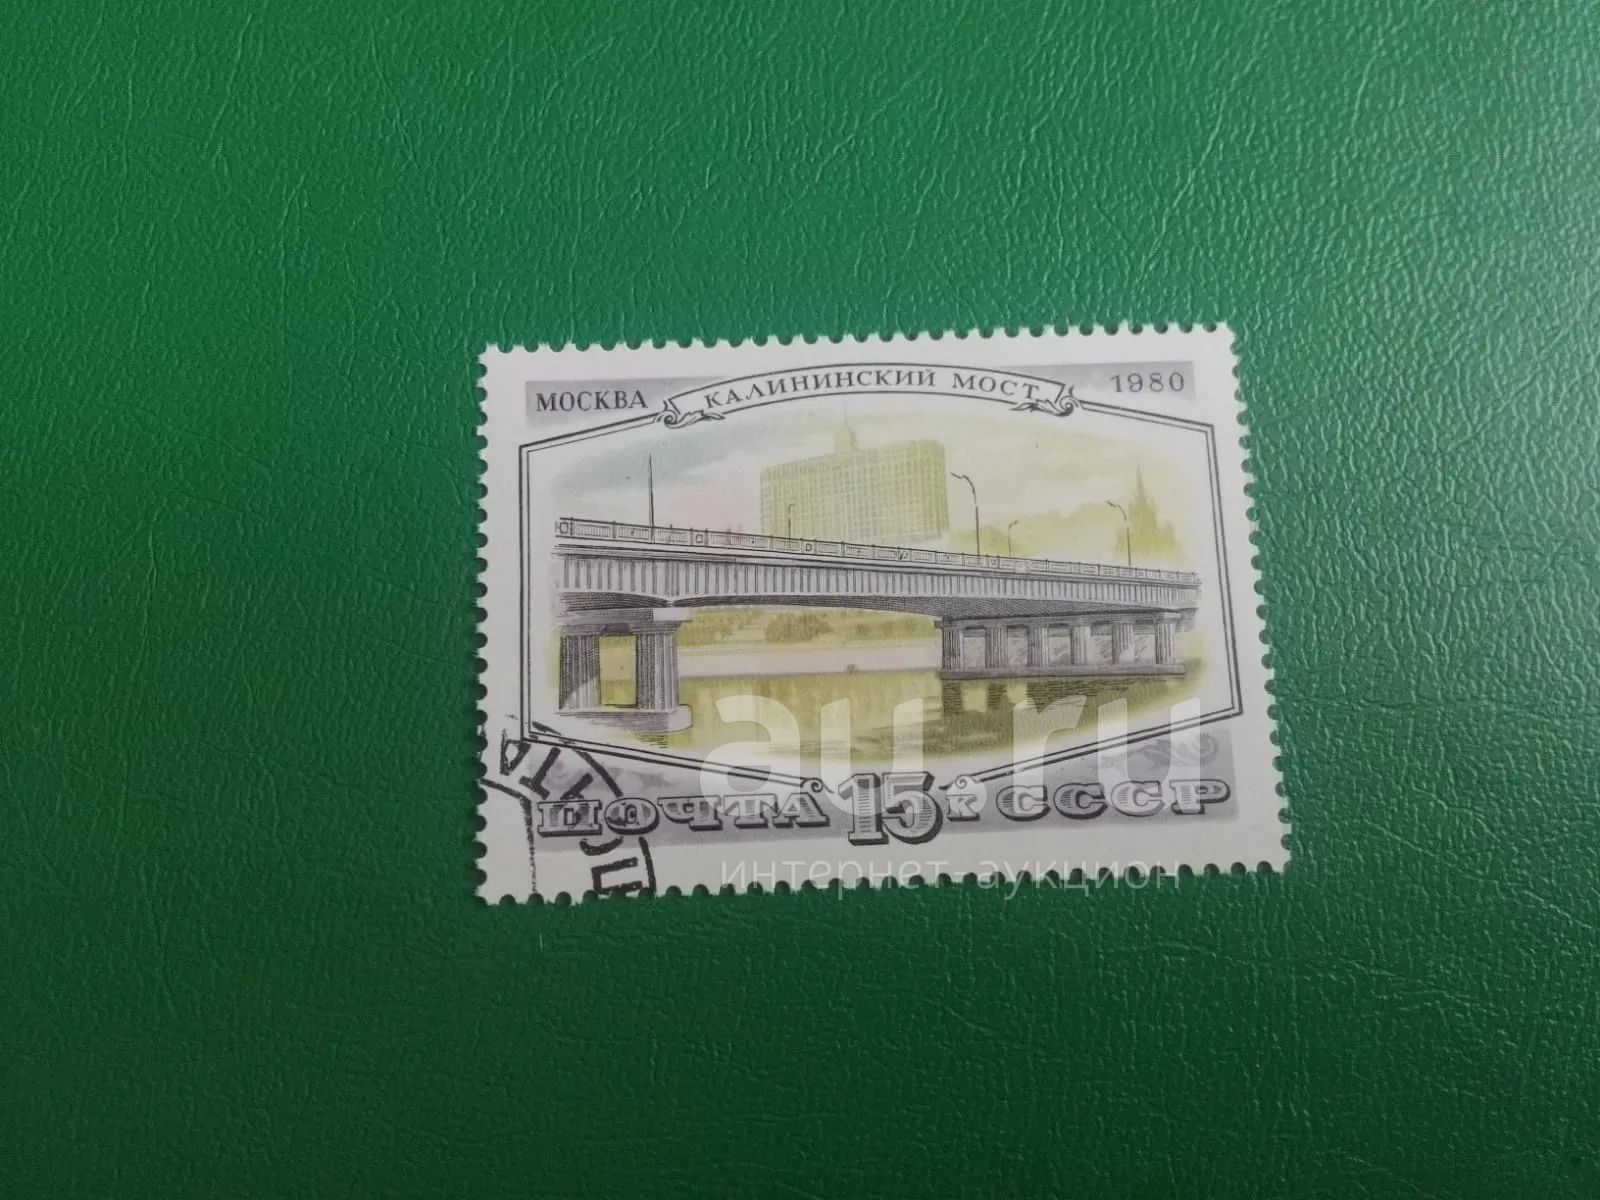 МОСКВА КАЛИНИНСКИЙ МОСТ 1980
ПОЧТА 15 К СССР
au.ru
интернет-аукцион